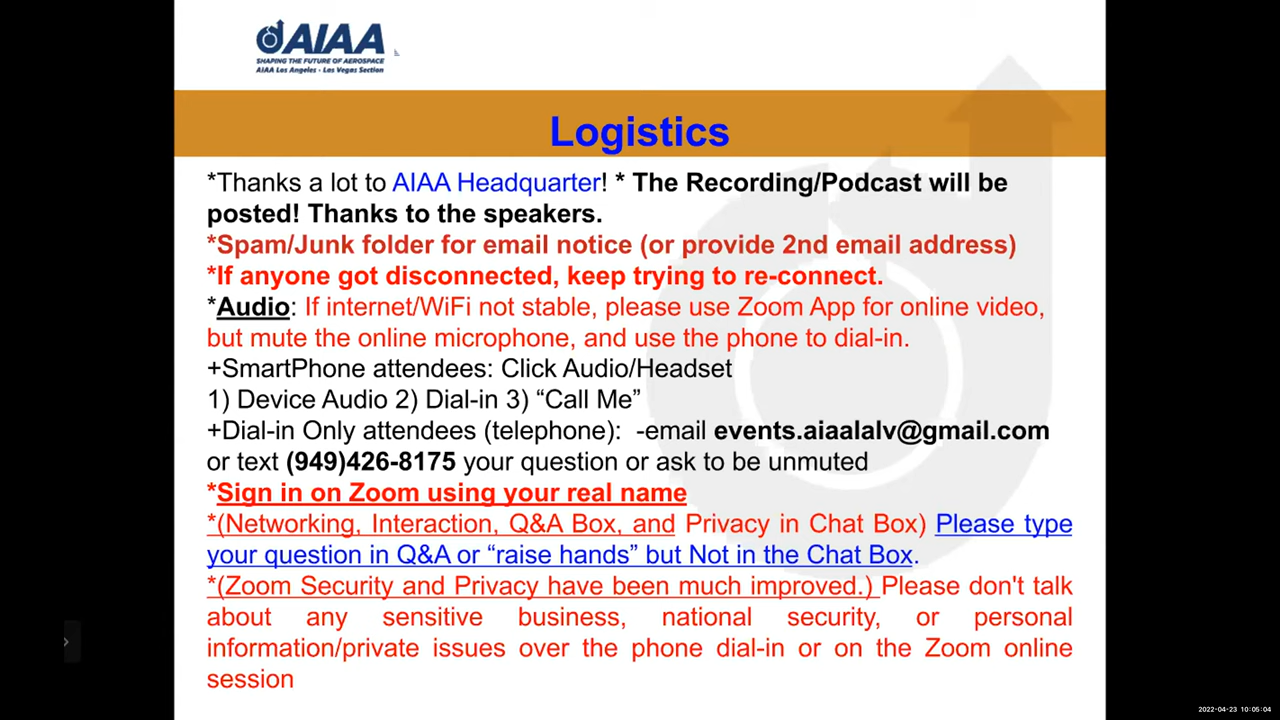 AIAA
SHAPING THE FUTURE OF AEROSPACE
AIAA Los Angeles - Las Vegas Section
Logistics
*Thanks a lot to AIAA Headquarter! * The Recording/Podcast will be
posted! Thanks to the speakers.
*Spam/Junk folder for email notice (or provide 2nd email address)
*If anyone got disconnected, keep trying to re-connect.
*Audio: If internet/WiFi not stable, please use Zoom App for online video,
but mute the online microphone, and use the phone to dial-in.
+SmartPhone attendees: Click Audio/Headset
1) Device Audio 2) Dial-in 3) “Call Me”
+Dial-in Only attendees (telephone):  -email events.aiaalalv@gmail.com
or text (949)426-8175 your question or ask to be unmuted
*Sign in on Zoom using your real name
*(Networking, Interaction, Q&A Box, and Privacy in Chat Box) Please type
your question in Q&A or “raise hands” but Not in the Chat Box.
*(Zoom Security and Privacy have been much improved.) Please don't talk
about any sensitive business, national security, or personal
information/private issues over the phone dial-in or on the Zoom online
session
2022-04-23 10:05:04